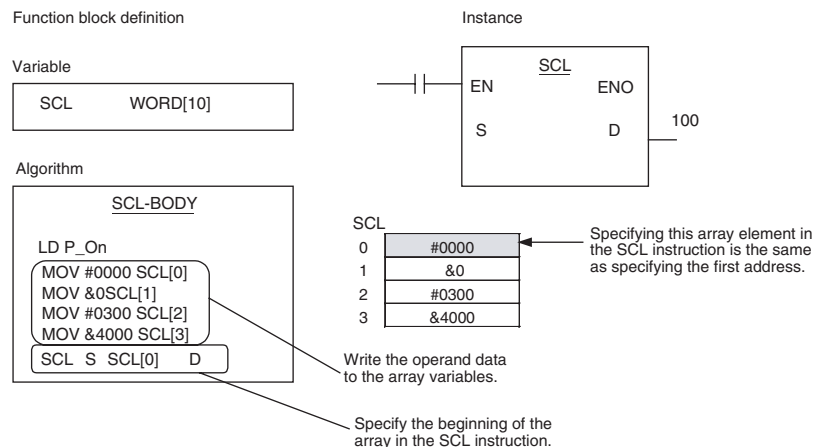 Function block definition
Instance
Variable
SCL WORD[10]
SCL
EN ENO
S D
100
Algorithm
SCL-BODY
LD P_On
MOV #0000 SCL[0]
MOV &0SCL[1]
MOV #0300 SCL[2]
MOV &4000 SCL[3]
SCL S SCL[0] D
SCL
0 #0000
1 &0
2 #0300
3 &4000
Specifying this array element in
the SCL instruction is the same
as specifying the first address.
Write the operand data
to the array variables.
Specify the beginning of the
array in the SCL instruction.